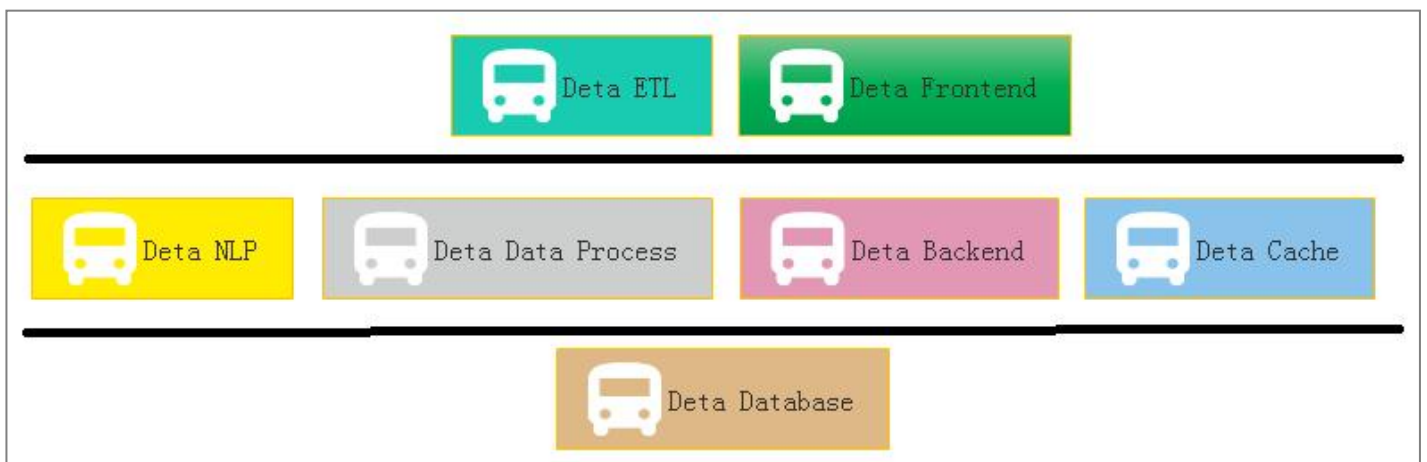 Deta ETL
Deta Frontend
Deta NLP
Deta Data Process
Deta Backend
Deta Cache
Deta Database